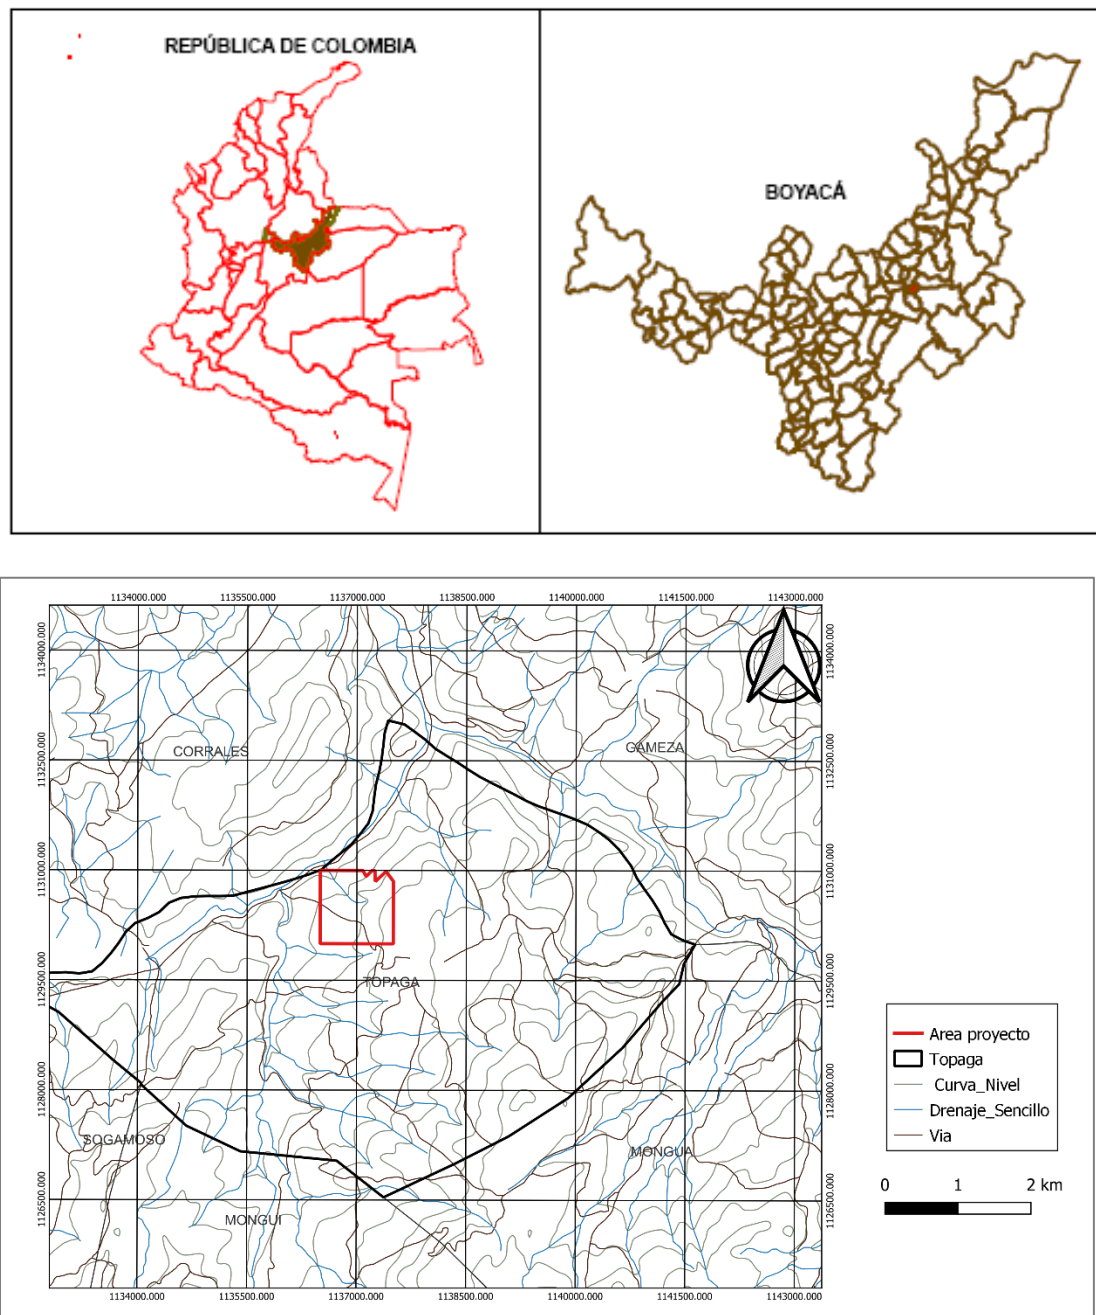 REPÚBLICA DE COLOMBIA
BOYACÁ
1134000.000 1135500.000 1137000.000 1138500.000 1140000.000 1141500.000 1143000.000
1134000.000
1134000.000
CORRALES
GAMEZA
1132500.000
1132500.000
1131000.000
1131000.000
TOPAGA
1129500.000
1129500.000
1128000.000
1128000.000
SOGAMOSO
MONGUA
MONGUI
1126500.000
1126500.000
1134000.000 1135500.000 1137000.000 1138500.000 1140000.000 1141500.000 1143000.000
Area proyecto
Topaga
Curva_Nivel
Drenaje_Sencillo
Via
0 1 2 km